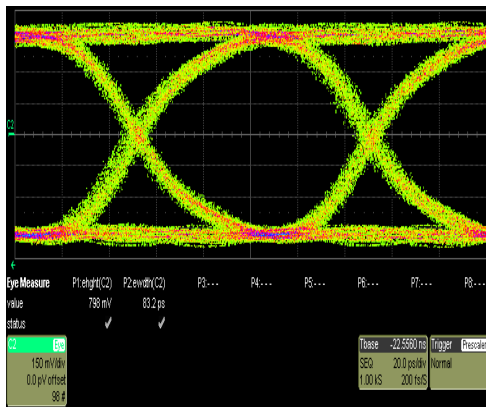 C2
Eye Measure P1:ehght(C2) P2:ewdth(C2) P3:- - - P4:- - - P5:- - - P6:- - - P7:- - - P8:- - -
value 798 mV 83.2 ps
status ✓ ✓
C2 Eye
150 mV/div
0.0 pV offset
98 #
Tbase -22.5560 ns
SEQ 20.0 ps/div
1.00 kS 200 fs/S
Trigger Prescaler
Normal